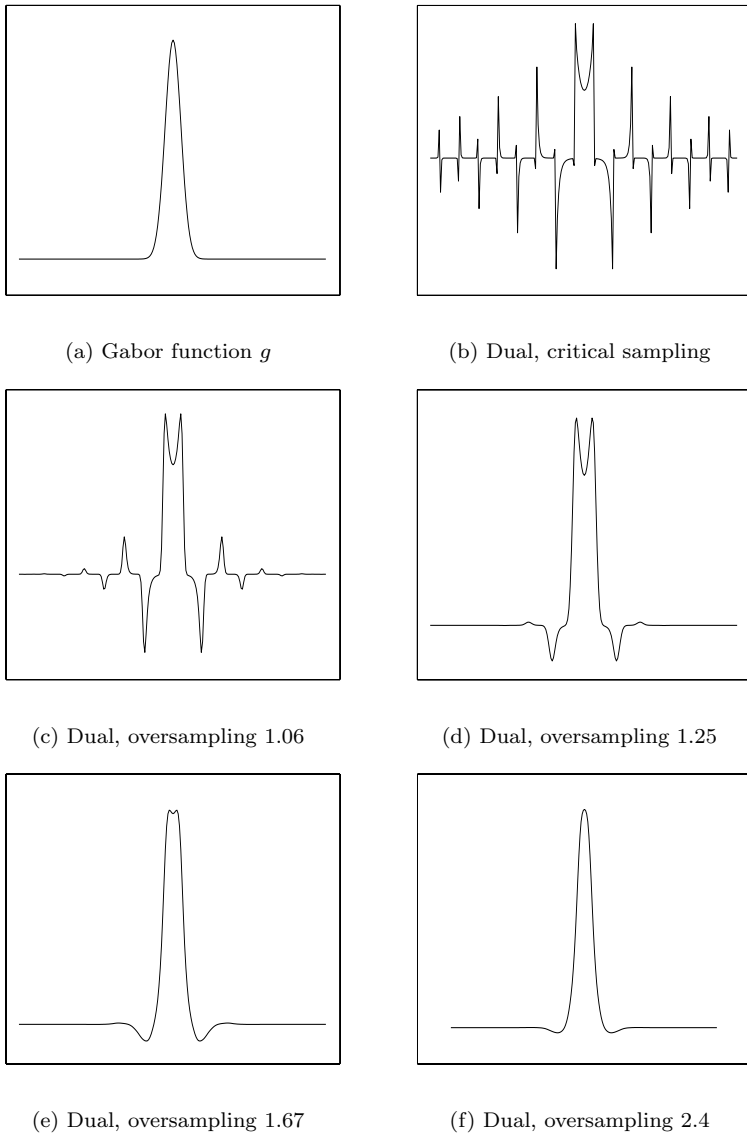 (a) Gabor function g
(b) Dual, critical sampling
(c) Dual, oversampling 1.06
(d) Dual, oversampling 1.25
(e) Dual, oversampling 1.67
(f) Dual, oversampling 2.4